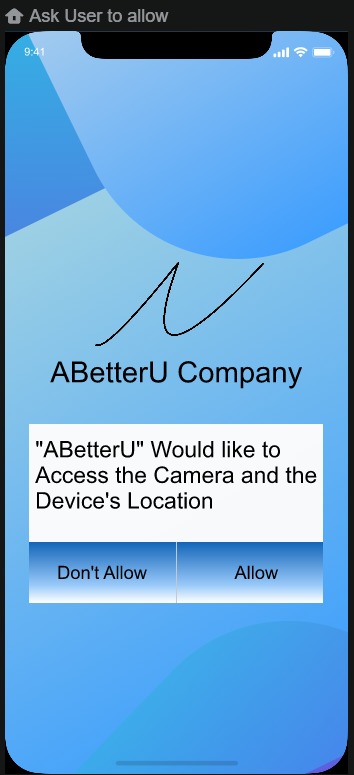 Ask User to allow
9:41
ABetterU Company
"ABetterU" Would like to
Access the Camera and the
Device's Location
Don't Allow
Allow